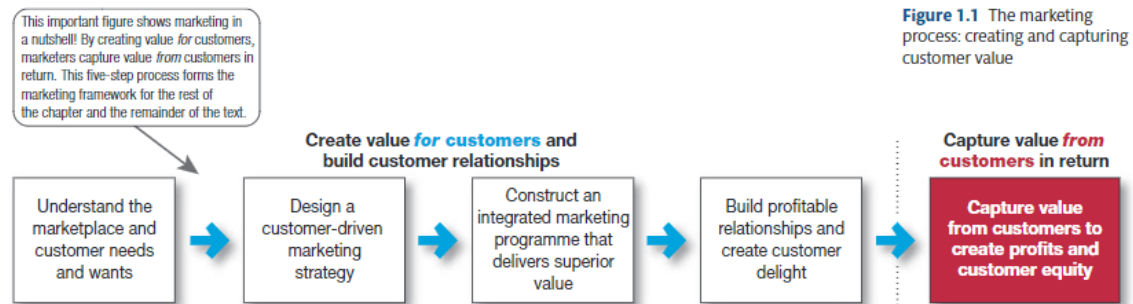 This important figure shows marketing in
a nutshell! By creating value for customers,
marketers capture value from customers in
return. This five-step process forms the
marketing framework for the rest of
the chapter and the remainder of the text.
Figure 1.1 The marketing
process: creating and capturing
customer value
Create value for customers and
build customer relationships
Capture value from
customers in return
Understand the
marketplace and
customer needs
and wants
Design a
customer-driven
marketing
strategy
Construct an
integrated marketing
programme that
delivers superior
value
Build profitable
relationships and
create customer
delight
Capture value
from customers to
create profits and
customer equity